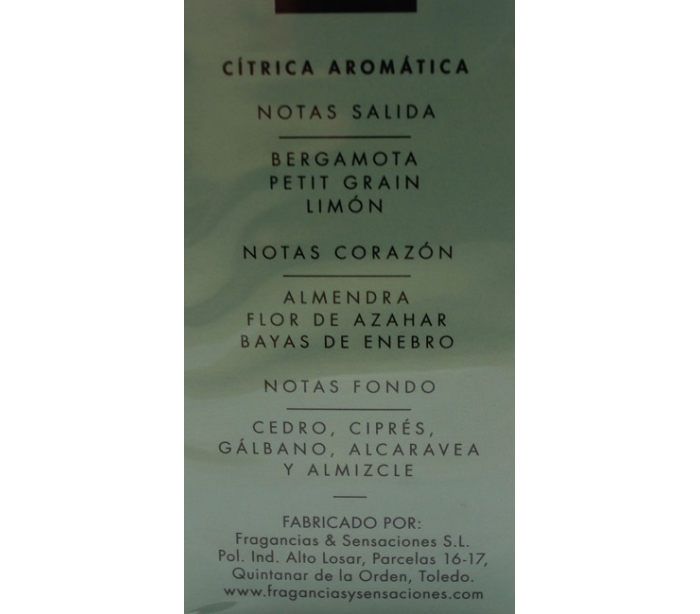 CÍTRICA AROMÁTICA
NOTAS SALIDA
BERGAMOTA
PETIT GRAIN
LIMÓN
NOTAS CORAZÓN
ALMENDRA
FLOR DE AZAHAR
BAYAS DE ENEBRO
NOTAS FONDO
CEDRO, CIPRÉS,
GÁLBANO, ALCARAVEA
Y ALMIZCLE
FABRICADO POR:
Fragancias & Sensaciones S.L.
Pol. Ind. Alto Losar, Parcelas 16-17,
Quintanar de la Orden, Toledo.
www.fraganciasysensaciones.com